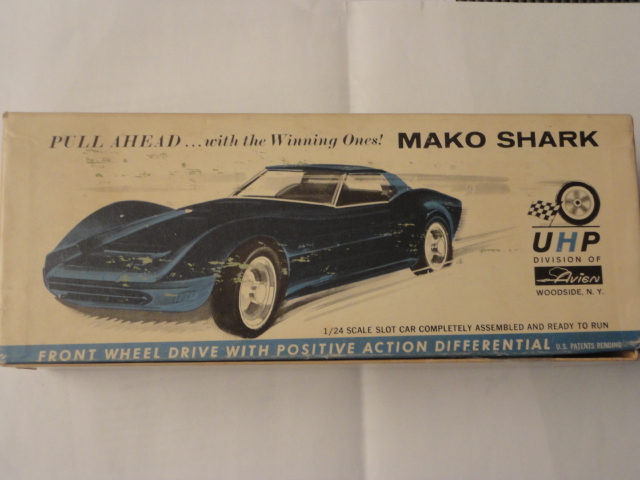 PULL AHEAD...with the Winning Ones! MAKO SHARK
UHP
DIVISION OF
Avien
WOODSIDE, N. Y.
1/24 SCALE SLOT CAR COMPLETELY ASSEMBLED AND READY TO RUN
FRONT WHEEL DRIVE WITH POSITIVE ACTION DIFFERENTIAL U.S. PATENTS PENDING